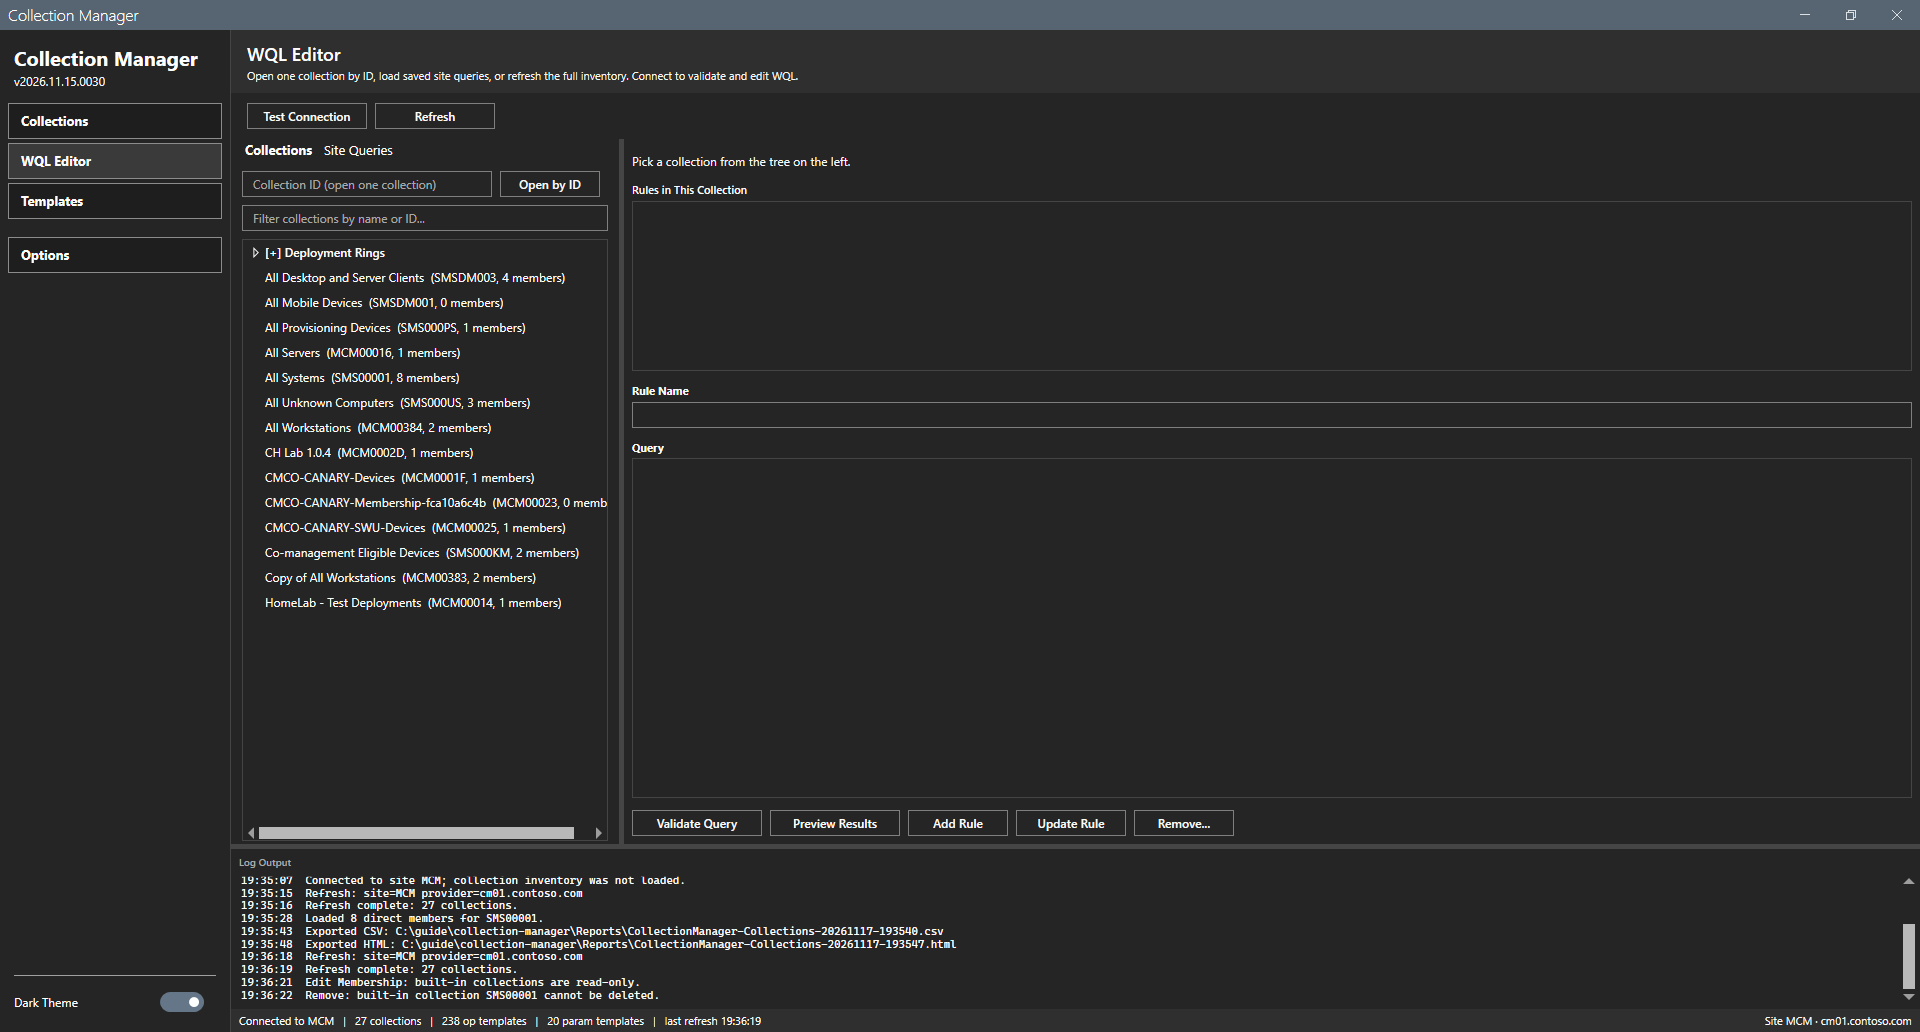 Collection Manager
Collection Manager
v2026.11.15.0030
Collections
WQL Editor
Templates
Options
Dark Theme
WQL Editor
Open one collection by ID, load saved site queries, or refresh the full inventory. Connect to validate and edit WQL.
Test Connection Refresh
Collections Site Queries
Collection ID (open one collection) Open by ID
Filter collections by name or ID...
[+] Deployment Rings
All Desktop and Server Clients (SMSDM003, 4 members)
All Mobile Devices (SMSDM001, 0 members)
All Provisioning Devices (SMS000PS, 1 members)
All Servers (MCM00016, 1 members)
All Systems (SMS00001, 8 members)
All Unknown Computers (SMS000US, 3 members)
All Workstations (MCM00384, 2 members)
CH Lab 1.0.4 (MCM0002D, 1 members)
CMCO-CANARY-Devices (MCM0001F, 1 members)
CMCO-CANARY-Membership-fca10a6c4b (MCM00023, 0 memb
CMCO-CANARY-SWU-Devices (MCM00025, 1 members)
Co-management Eligible Devices (SMS000KM, 2 members)
Copy of All Workstations (MCM00383, 2 members)
HomeLab - Test Deployments (MCM00014, 1 members)
Pick a collection from the tree on the left.
Rules in This Collection
Rule Name
Query
Validate Query Preview Results Add Rule Update Rule Remove...
Log Output
19:35:07 Connected to site MCM; collection inventory was not loaded.
19:35:15 Refresh: site=MCM provider=cm01.contoso.com
19:35:16 Refresh complete: 27 collections.
19:35:28 Loaded 8 direct members for SMS00001.
19:35:43 Exported CSV: C:\guide\collection-manager\Reports\CollectionManager-Collections-20261117-193540.csv
19:35:48 Exported HTML: C:\guide\collection-manager\Reports\CollectionManager-Collections-20261117-193547.html
19:36:18 Refresh: site=MCM provider=cm01.contoso.com
19:36:19 Refresh complete: 27 collections.
19:36:21 Edit Membership: built-in collections are read-only.
19:36:22 Remove: built-in collection SMS00001 cannot be deleted.
Connected to MCM | 27 collections | 238 op templates | 20 param templates | last refresh 19:36:19
Site MCM · cm01.contoso.com